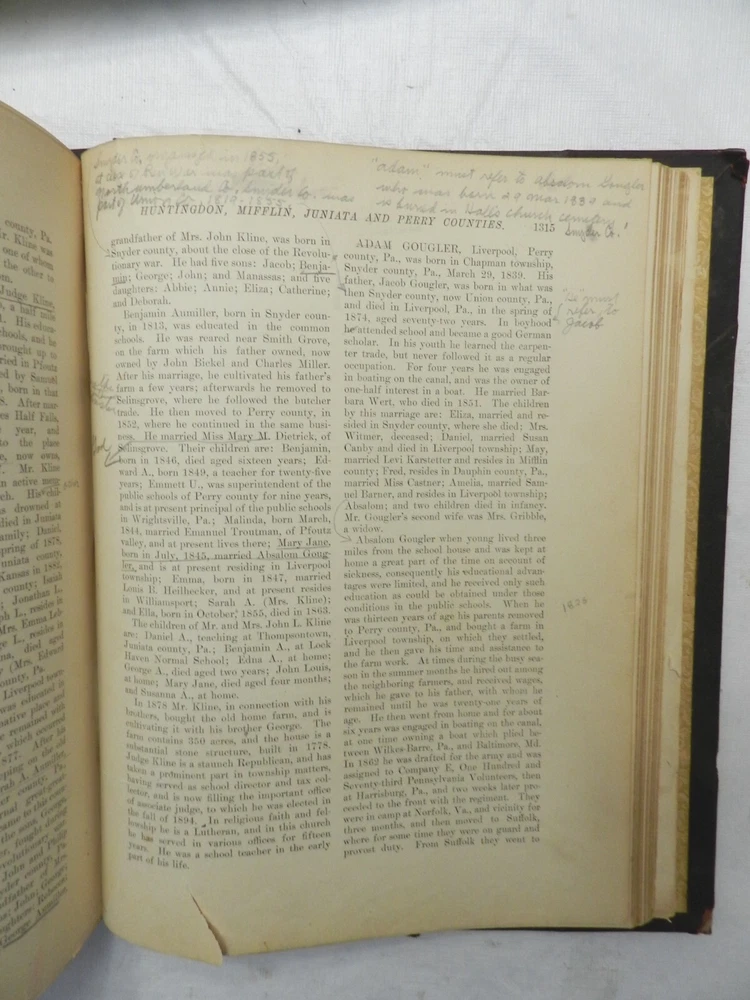 Snyder Co.
part of
Northumberland Co. Snyder Co. was
part of Union Co. 1819-1855.
"adam", must refer to absalom Gougler
who was born 29 mar 1839 and
is buried in Hall's church cemetery
Snyder Co.
HUNTINGDON, MIFFLIN, JUNIATA AND PERRY COUNTIES. 1315
grandfather of Mrs. John Kline, was born in
Snyder county, about the close of the Revolu-
tionary war. He had five sons: Jacob; Benja-
min; George; John; and Manassas; and five
daughters: Abbie; Annie; Eliza; Catherine;
and Deborah.
Benjamin Aumiller, born in Snyder coun-
ty, in 1813, was educated in the common
schools. He was reared near Smith Grove,
on the farm which his father owned, now
owned by John Bickel and Charles Miller.
After his marriage, he cultivated his father's
farm a few years; afterwards he removed to
Selinsgrove, where he followed the butcher
trade. He then moved to Perry county, in
1852, where he continued in the same busi-
ness. He married Miss Mary M. Dietrick, of
Selinsgrove. Their children are: Benjamin,
born in 1846, died aged sixteen years; Ed-
ward A., born 1849, a teacher for twenty-five
years; Emmett U., was superintendent of the
public schools of Perry county for nine years,
and is at present principal of the public schools
in Wrightsville, Pa.; Malinda, born March,
1844, married Emanuel Troutman, of Pfoutz
valley, and at present lives there; Mary Jane,
born in July, 1845, married Absalom Goug-
ler, and is at present residing in Liverpool
township; Emma, born in 1847, married
Louis R. Heilhecker, and at present resides
in Williamsport; Sarah A. (Mrs. Kline);
and Ella, born in October, 1855, died in 1863.
The children of Mr. and Mrs. John L. Kline
are: Daniel A., teaching at Thompsontown,
Juniata county, Pa.; Benjamin A., at Lock
Haven Normal School; Edna A., at home;
George A., died aged two years; John Louis,
at home; Mary Jane, died aged four months;
and Susanna A., at home.
In 1878 Mr. Kline, in connection with his
brothers, bought the old home farm, and is
cultivating it with his brother George. The
farm contains 350 acres, and the house is a
substantial stone structure, built in 1778.
Judge Kline is a staunch Republican, and has
taken a prominent part in township matters,
having served as school director and tax col-
lector, and is now filling the important office
of associate judge, to which he was elected in
the fall of 1894. In religious faith and fel-
lowship he is a Lutheran, and in this church
he has served in various offices for fifteen
years. He was a school teacher in the early
part of his life.
ADAM GOUGLER, Liverpool, Perry
county, Pa., was born in Chapman township,
Snyder county, Pa., March 29, 1839. His
father, Jacob Gougler, was born in what was
then Snyder county, now Union county, Pa.,
and died in Liverpool, Pa., in the spring of
1874, aged seventy-two years. In boyhood
he attended school and became a good German
scholar. In his youth he learned the carpen-
ter trade, but never followed it as a regular
occupation. For four years he was engaged
in boating on the canal, and was the owner of
one-half interest in a boat. He married Bar-
bara Wert, who died in 1851. The children
by this marriage are: Eliza, married and re-
sided in Snyder county, where she died; Mrs.
Witmer, deceased; Daniel, married Susan
Canby and died in Liverpool township; May,
married Levi Karstetter and resides in Mifflin
county; Fred, resides in Dauphin county, Pa.,
married Miss Castner; Amelia, married Sam-
uel Barner, and resides in Liverpool township;
Absalom; and two children died in infancy.
Mr. Gougler's second wife was Mrs. Gribble,
a widow.
Absalom Gougler when young lived three
miles from the school house and was kept at
home a great part of the time on account of
sickness, consequently his educational advan-
tages were limited, and he received only such
education as could be obtained under those
conditions in the public schools. When he
was thirteen years of age his parents removed
to Perry county, Pa., and bought a farm in
Liverpool township, on which they settled,
and he then gave his time and assistance to
the farm work. At times during the busy sea-
son in the summer months he hired out among
the neighboring farmers, and received wages,
which he gave to his father, with whom he
remained until he was twenty-one years of
age. He then went from home and for about
six years was engaged in boating on the canal,
at one time owning a boat which plied be-
tween Wilkes-Barre, Pa., and Baltimore, Md.
In 1862 he was drafted for the army and was
assigned to Company E, One Hundred and
Seventy-third Pennsylvania Volunteers, then
at Harrisburg, Pa., and two weeks later pro-
ceeded to the front with the regiment. They
were in camp at Norfolk, Va., and vicinity for
three months, and then moved to Suffolk,
where for some time they were on guard and
provost duty. From Suffolk they went to
must
refer to
Jacob